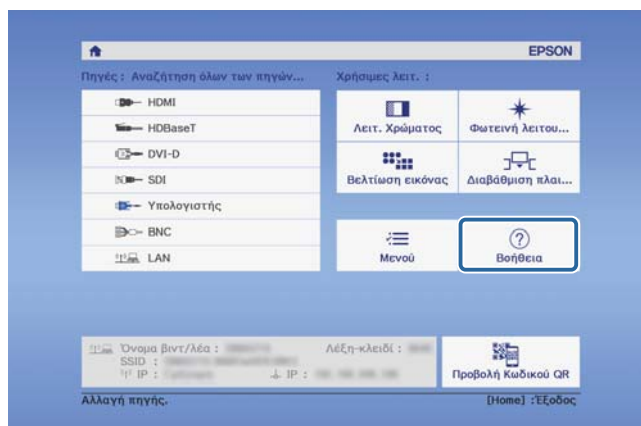 EPSON
Πηγές : Αναζήτηση όλων των πηγών...
Χρήσιμες λειτ. :
HDMI
HDBaseT
DVI-D
SDI
Υπολογιστής
BNC
LAN
Λειτ. Χρώματος
Φωτεινή λειτου...
Βελτίωση εικόνας
Διαβάθμιση πλαι...
Μενού
Βοήθεια
Όνομα βιντ/λέα :
Λέξη-κλειδί :
SSID :
IP :
IP :
Προβολή Κωδικού QR
Αλλαγή πηγής.
[Home] :Έξοδος